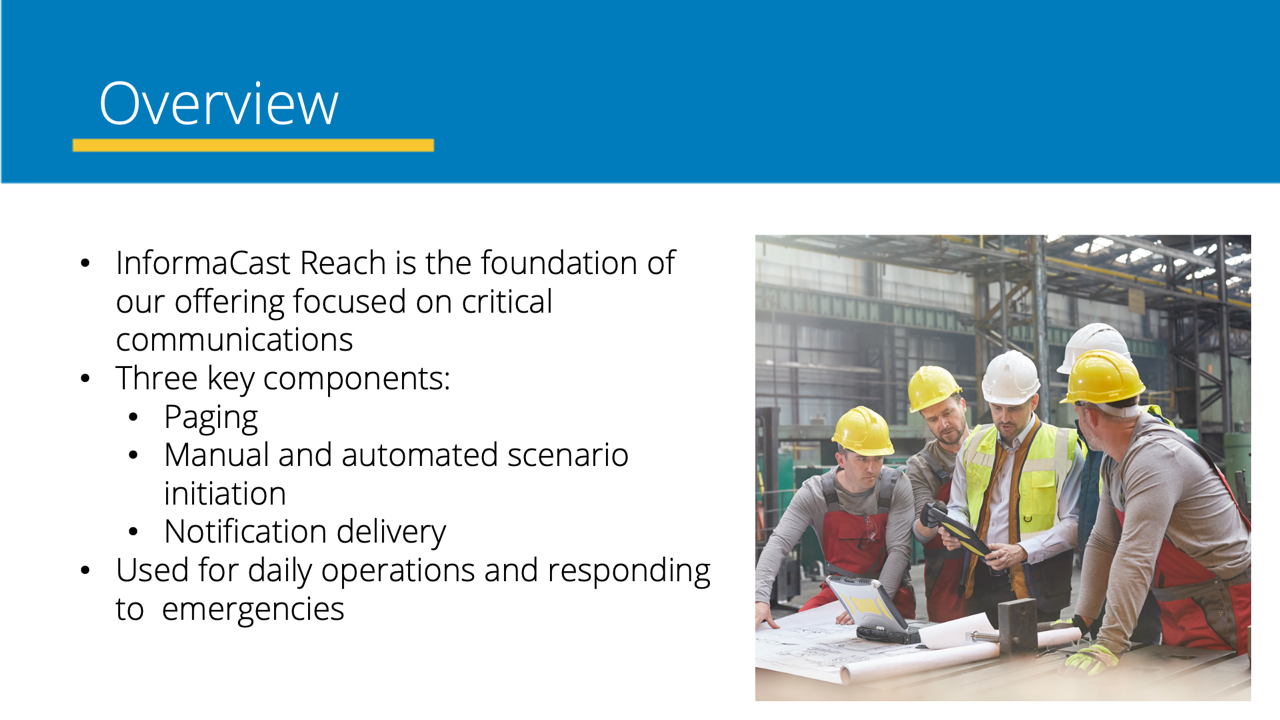 Overview
• InformaCast Reach is the foundation of
our offering focused on critical
communications
• Three key components:
• Paging
• Manual and automated scenario
initiation
• Notification delivery
• Used for daily operations and responding
to  emergencies